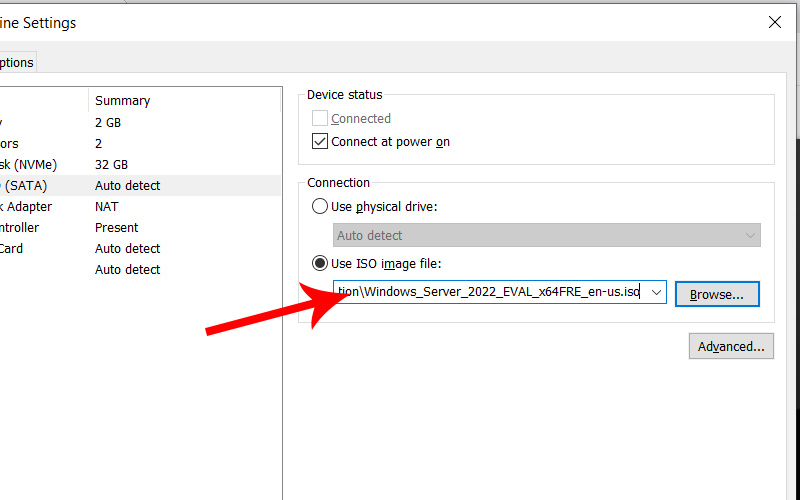 ine Settings
ptions
Summary
y 2 GB
ors 2
sk (NVMe) 32 GB
(SATA) Auto detect
k Adapter NAT
ntroller Present
Card Auto detect
Auto detect
Device status
Connected
Connect at power on
Connection
Use physical drive:
Auto detect
Use ISO image file:
tion\Windows_Server_2022_EVAL_x64FRE_en-us.iso
Browse...
Advanced...